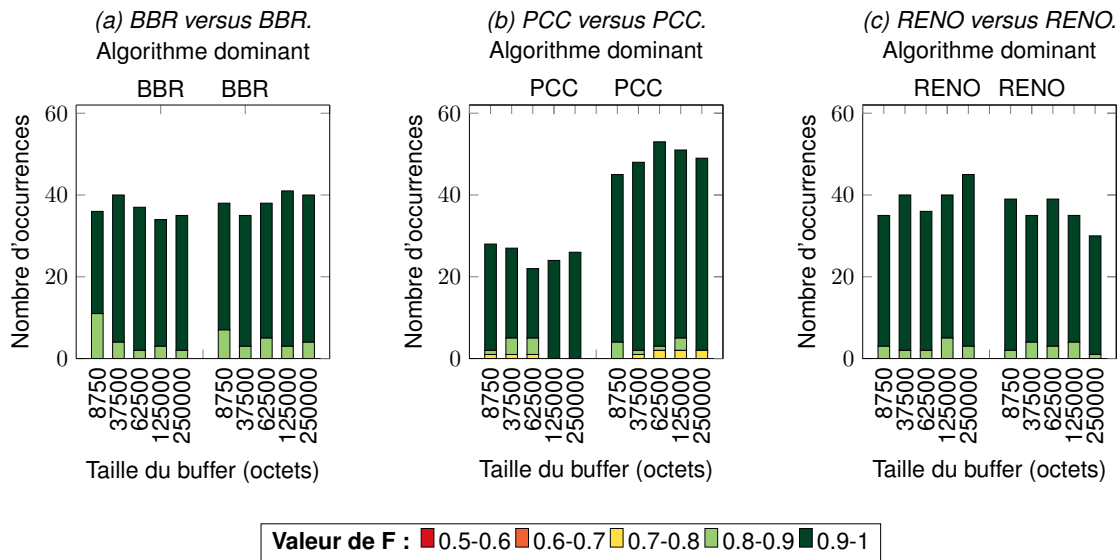 (a) BBR versus BBR.
Algorithme dominant
BBR BBR
Nombre d'occurrences
60
40
20
0
8750
37500
62500
125000
250000
8750
37500
62500
125000
250000
Taille du buffer (octets)
(b) PCC versus PCC.
Algorithme dominant
PCC PCC
Nombre d'occurrences
60
40
20
0
8750
37500
62500
125000
250000
8750
37500
62500
125000
250000
Taille du buffer (octets)
(c) RENO versus RENO.
Algorithme dominant
RENO RENO
Nombre d'occurrences
60
40
20
0
8750
37500
62500
125000
250000
8750
37500
62500
125000
250000
Taille du buffer (octets)
Valeur de F : 0.5-0.6 0.6-0.7 0.7-0.8 0.8-0.9 0.9-1